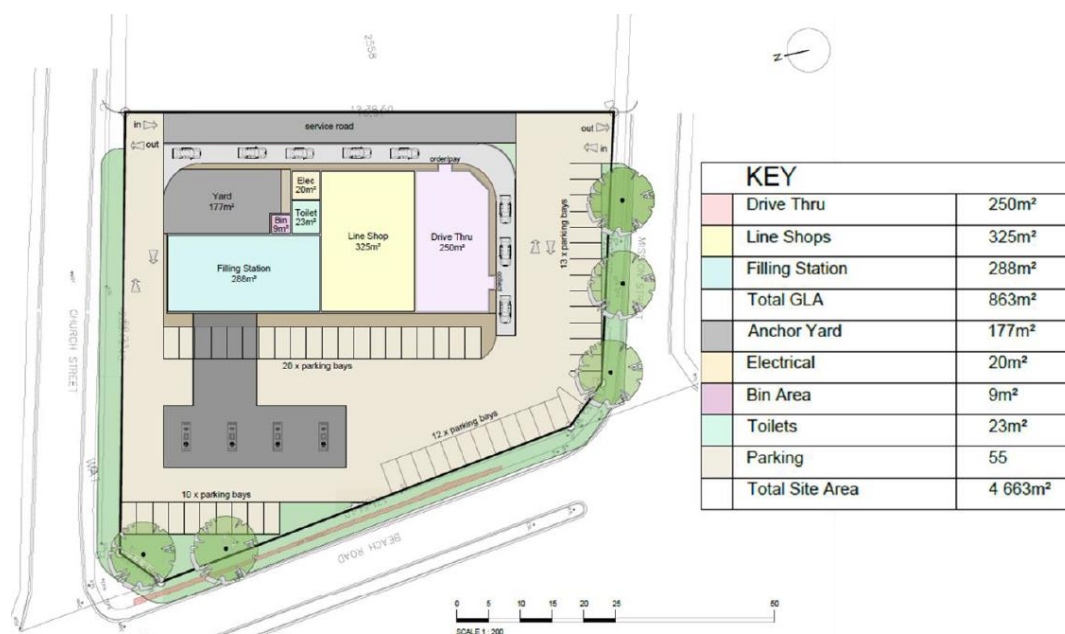 2558
N
in
out
service road
out
in
order/pay
Yard
177m²
Elec
20m²
Toilet
23m²
Bin
9m²
Line Shop
325m²
Drive Thru
250m²
Filling Station
288m²
collect
13 x parking bays
20 x parking bays
12 x parking bays
10 x parking bays
CHURCH STREET
BEACH ROAD
0 5 10 15 20 25 50
SCALE 1 : 200
KEY
Drive Thru 250m²
Line Shops 325m²
Filling Station 288m²
Total GLA 863m²
Anchor Yard 177m²
Electrical 20m²
Bin Area 9m²
Toilets 23m²
Parking 55
Total Site Area 4 663m²